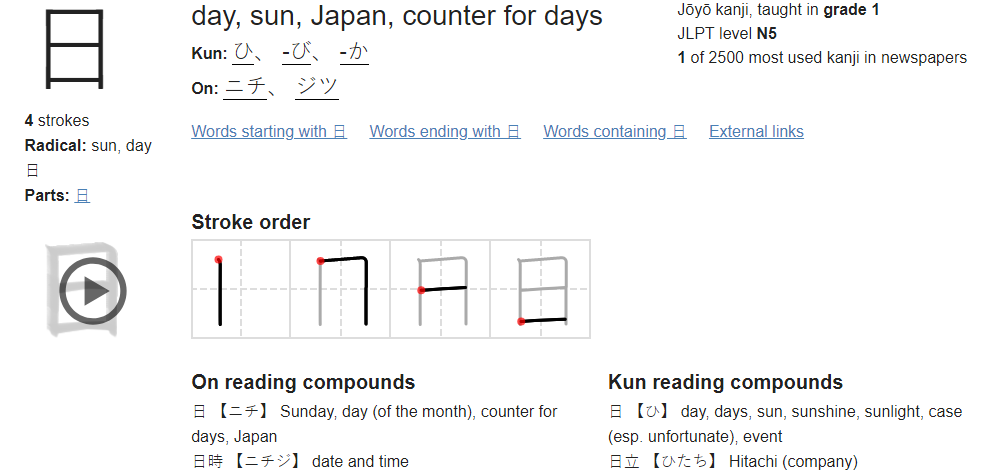 日
day, sun, Japan, counter for days
Kun: ひ、 -び、 -か
On: ニチ、 ジツ
Jōyō kanji, taught in grade 1
JLPT level N5
1 of 2500 most used kanji in newspapers
4 strokes
Radical: sun, day
日
Parts: 日
Words starting with 日 Words ending with 日 Words containing 日 External links
Stroke order
日
On reading compounds
日 【ニチ】 Sunday, day (of the month), counter for
days, Japan
日時 【ニチジ】 date and time
Kun reading compounds
日 【ひ】 day, days, sun, sunshine, sunlight, case
(esp. unfortunate), event
日立 【ひたち】 Hitachi (company)